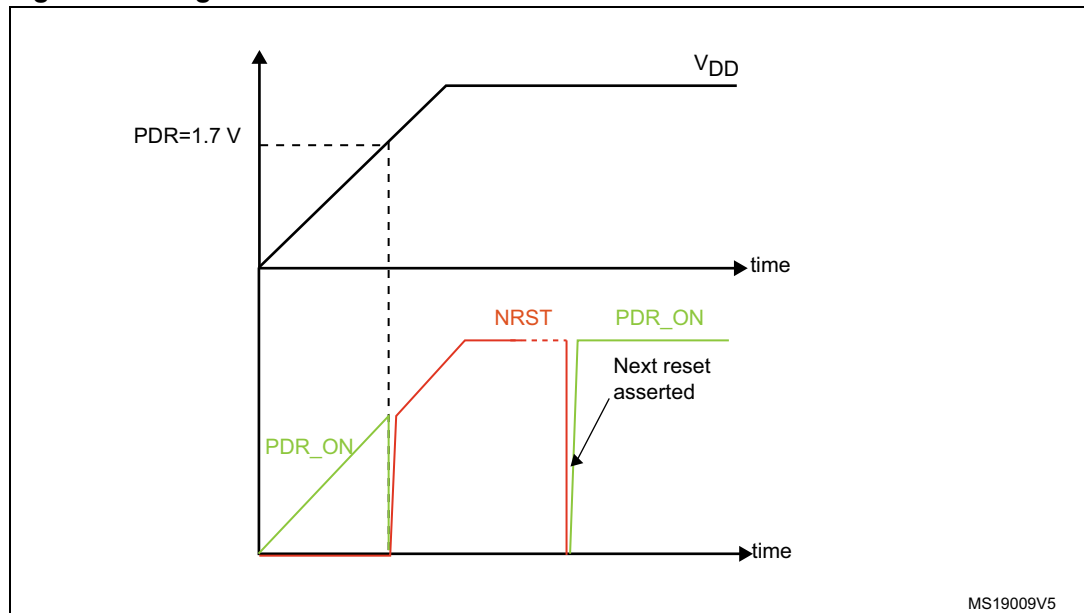 VDD
PDR=1.7 V
time
NRST
PDR_ON
Next reset
asserted
PDR_ON
time
MS19009V5